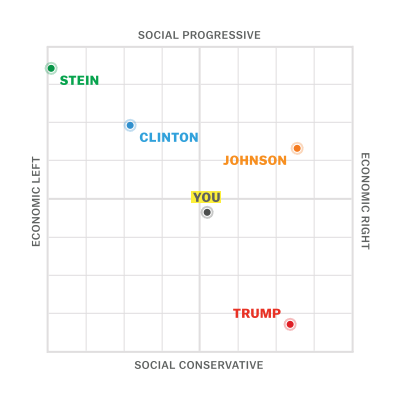 SOCIAL PROGRESSIVE
STEIN
CLINTON
JOHNSON
ECONOMIC LEFT
ECONOMIC RIGHT
YOU
TRUMP
SOCIAL CONSERVATIVE